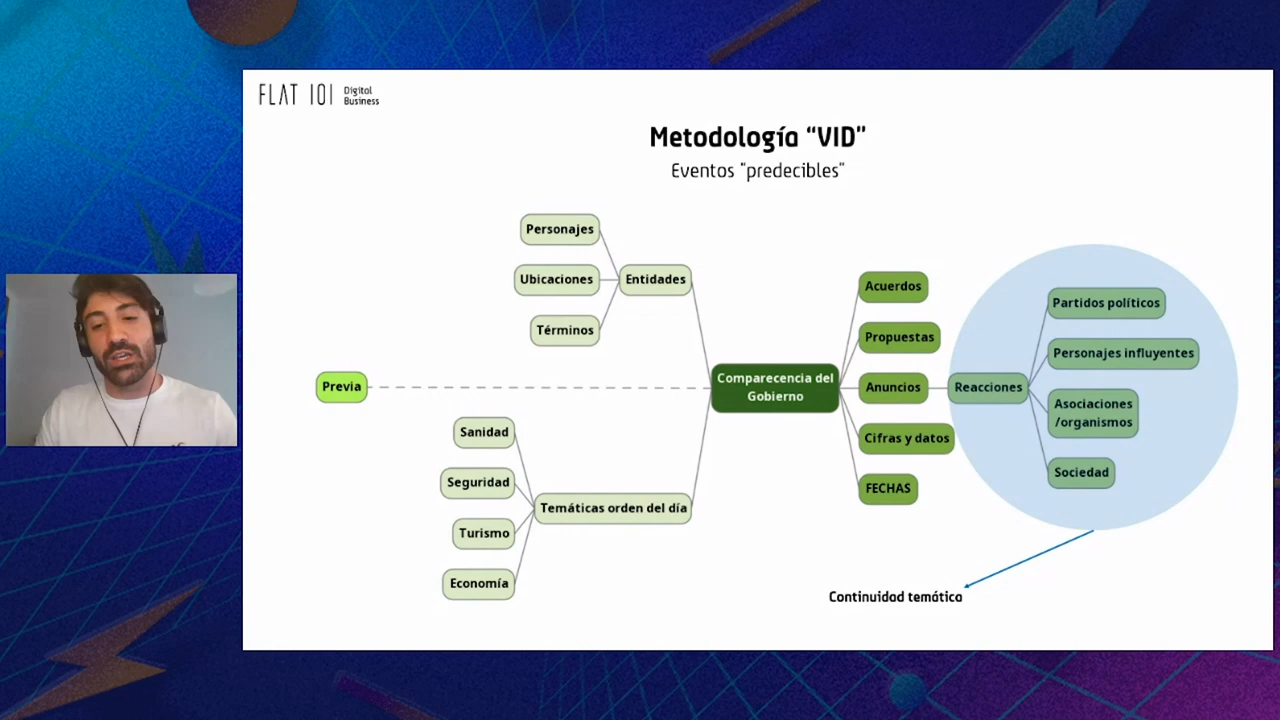 FLAT 101 Digital
Business
Metodología “VID”
Eventos “predecibles”
Personajes
Ubicaciones
Términos
Entidades
Previa
Sanidad
Seguridad
Turismo
Economía
Temáticas orden del día
Comparecencia del
Gobierno
Acuerdos
Propuestas
Anuncios
Cifras y datos
FECHAS
Reacciones
Partidos políticos
Personajes influyentes
Asociaciones
/organismos
Sociedad
Continuidad temática